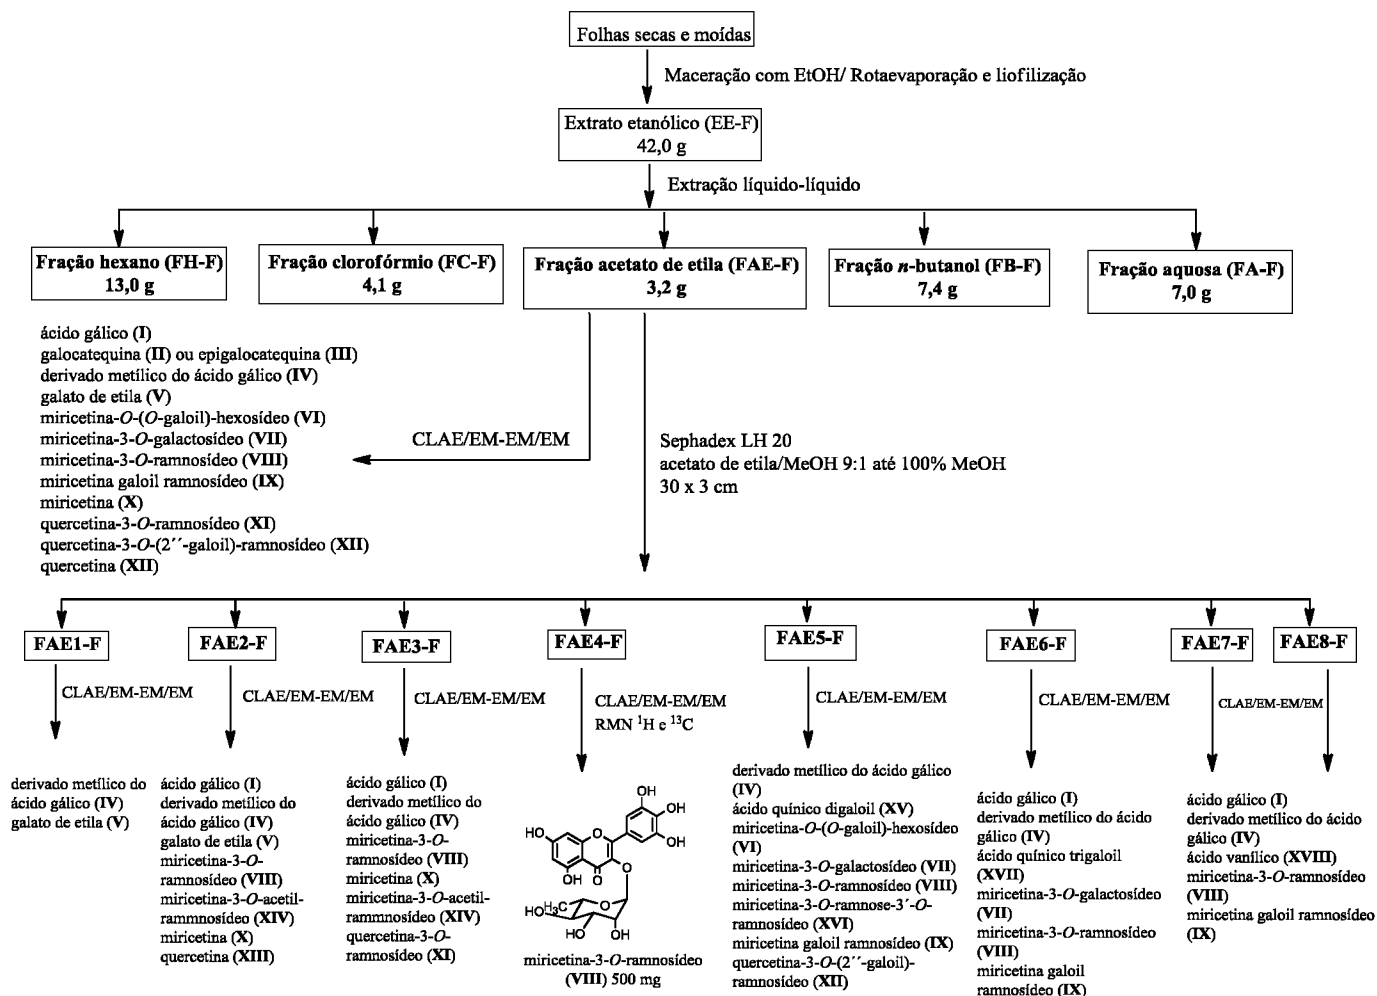 Folhas secas e moídas
Maceração com EtOH/ Rotaevaporação e liofilização
Extrato etanólico (EE-F)
42,0 g
Extração líquido-líquido
Fração hexano (FH-F)
13,0 g
Fração clorofórmio (FC-F)
4,1 g
Fração acetato de etila (FAE-F)
3,2 g
Fração n-butanol (FB-F)
7,4 g
Fração aquosa (FA-F)
7,0 g
ácido gálico (I)
galocatequina (II) ou epigalocatequina (III)
derivado metílico do ácido gálico (IV)
galato de etila (V)
miricetina-O-(O-galoil)-hexosídeo (VI)
miricetina-3-O-galactosídeo (VII)
miricetina-3-O-ramnosídeo (VIII)
miricetina galoil ramnosídeo (IX)
miricetina (X)
quercetina-3-O-ramnosídeo (XI)
quercetina-3-O-(2´´-galoil)-ramnosídeo (XII)
quercetina (XII)
CLAE/EM-EM/EM
Sephadex LH 20
acetato de etila/MeOH 9:1 até 100% MeOH
30 x 3 cm
FAE1-F
CLAE/EM-EM/EM
derivado metílico do
ácido gálico (IV)
galato de etila (V)
FAE2-F
CLAE/EM-EM/EM
ácido gálico (I)
derivado metílico do
ácido gálico (IV)
galato de etila (V)
miricetina-3-O-
ramnosídeo (VIII)
miricetina-3-O-acetil-
rammnosídeo (XIV)
miricetina (X)
quercetina (XIII)
FAE3-F
CLAE/EM-EM/EM
ácido gálico (I)
derivado metílico do
ácido gálico (IV)
miricetina-3-O-
ramnosídeo (VIII)
miricetina (X)
miricetina-3-O-acetil-
rammnosídeo (XIV)
quercetina-3-O-
ramnosídeo (XI)
FAE4-F
CLAE/EM-EM/EM
RMN ¹H e ¹³C
OH
OH
HO
O
OH
O
OH
O
H₃C
O
HO
HO
OH
miricetina-3-O-ramnosídeo
(VIII) 500 mg
FAE5-F
CLAE/EM-EM/EM
derivado metílico do ácido gálico
(IV)
ácido quínico digaloil (XV)
miricetina-O-(O-galoil)-hexosídeo
(VI)
miricetina-3-O-galactosídeo (VII)
miricetina-3-O-ramnosídeo (VIII)
miricetina-3-O-ramnose-3´-O-
ramnosídeo (XVI)
miricetina galoil ramnosídeo (IX)
quercetina-3-O-(2´´-galoil)-
ramnosídeo (XII)
FAE6-F
CLAE/EM-EM/EM
ácido gálico (I)
derivado metílico do ácido
gálico (IV)
ácido quínico trigaloil
(XVII)
miricetina-3-O-galactosídeo
(VII)
miricetina-3-O-ramnosídeo
(VIII)
miricetina galoil
ramnosídeo (IX)
FAE7-F
FAE8-F
CLAE/EM-EM/EM
ácido gálico (I)
derivado metílico do ácido
gálico (IV)
ácido vanílico (XVIII)
miricetina-3-O-ramnosídeo
(VIII)
miricetina galoil ramnosídeo
(IX)